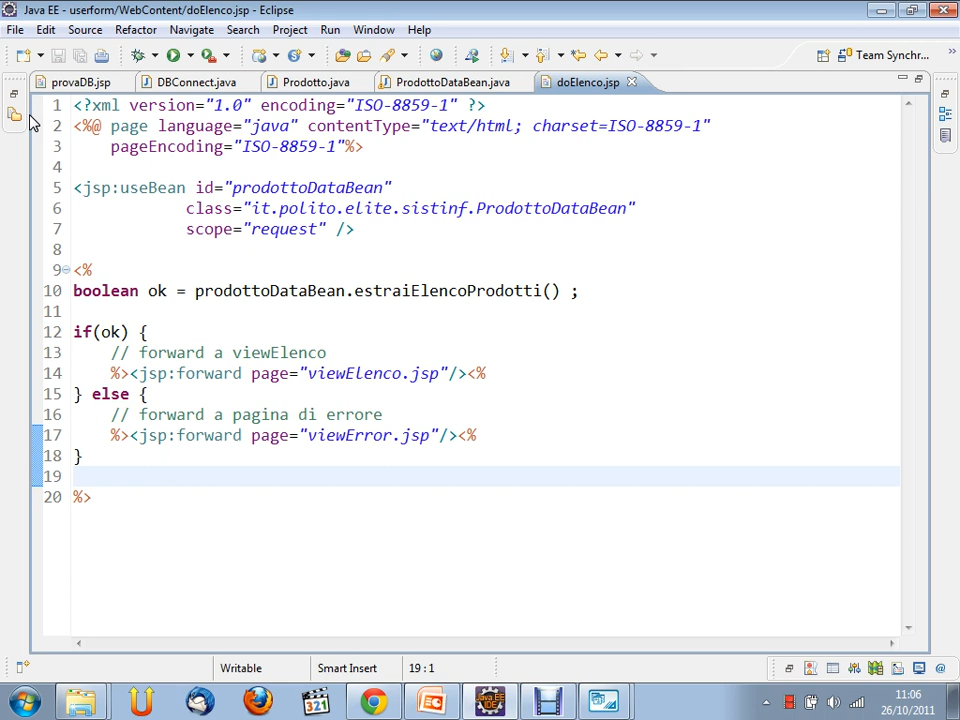 Java EE - userform/WebContent/doElenco.jsp - Eclipse
File Edit Source Refactor Navigate Search Project Run Window Help
Team Synchr... »
provaDB.jsp DBConnect.java Prodotto.java ProdottoDataBean.java doElenco.jsp
1 <?xml version="1.0" encoding="ISO-8859-1" ?>
2 <%@ page language="java" contentType="text/html; charset=ISO-8859-1"
3 pageEncoding="ISO-8859-1"%>
4
5 <jsp:useBean id="prodottoDataBean"
6 class="it.polito.elite.sistinf.ProdottoDataBean"
7 scope="request" />
8
9 <%
10 boolean ok = prodottoDataBean.estraiElencoProdotti() ;
11
12 if(ok) {
13 // forward a viewElenco
14 %><jsp:forward page="viewElenco.jsp"/><%
15 } else {
16 // forward a pagina di errore
17 %><jsp:forward page="viewError.jsp"/><%
18 }
19
20 %>
Writable Smart Insert 19 : 1
321 Java EE IDE 11:06
26/10/2011